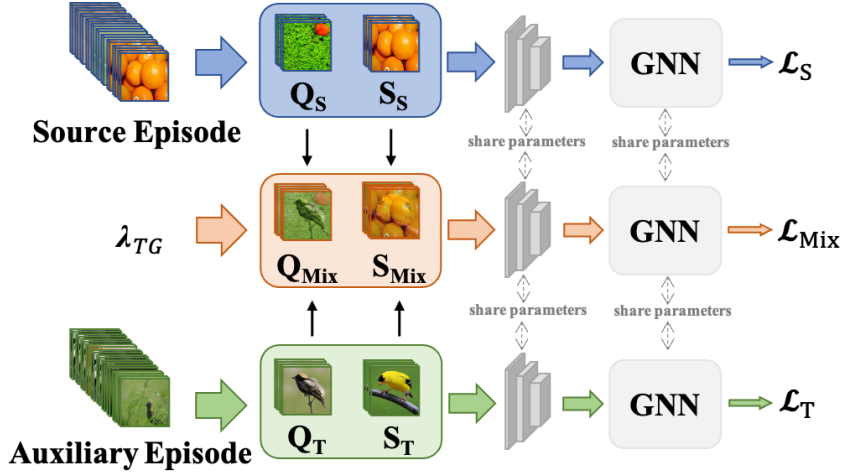 Source Episode
Q_S S_S
GNN
ℒ_S
share parameters share parameters
λ_TG
Q_Mix S_Mix
GNN
ℒ_Mix
share parameters share parameters
Auxiliary Episode
Q_T S_T
GNN
ℒ_T